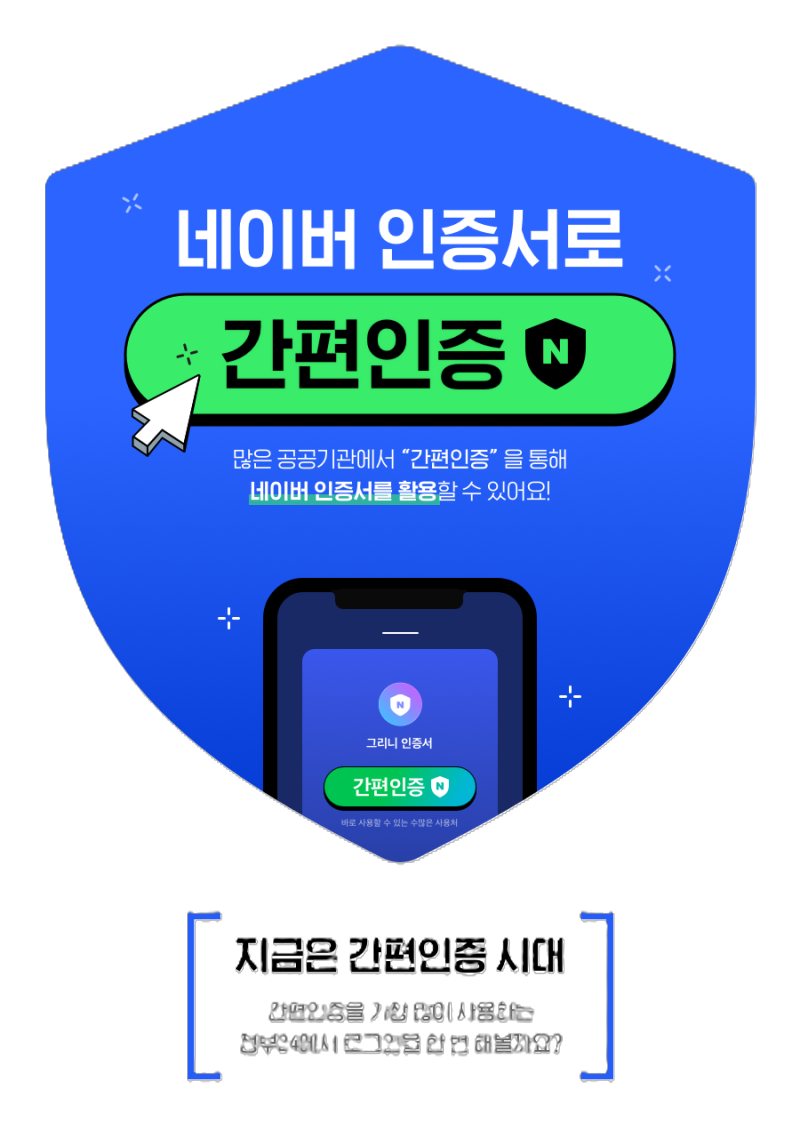 네이버 인증서로
간편인증 N
많은 공공기관에서 “간편인증” 을 통해
네이버 인증서를 활용할 수 있어요!
N
그리니 인증서
간편인증 N
바로 사용할 수 있는 수많은 사용처
지금은 간편인증 시대
간편인증을 가장 많이 사용하는
정부24에서 로그인을 한 번 해볼까요?